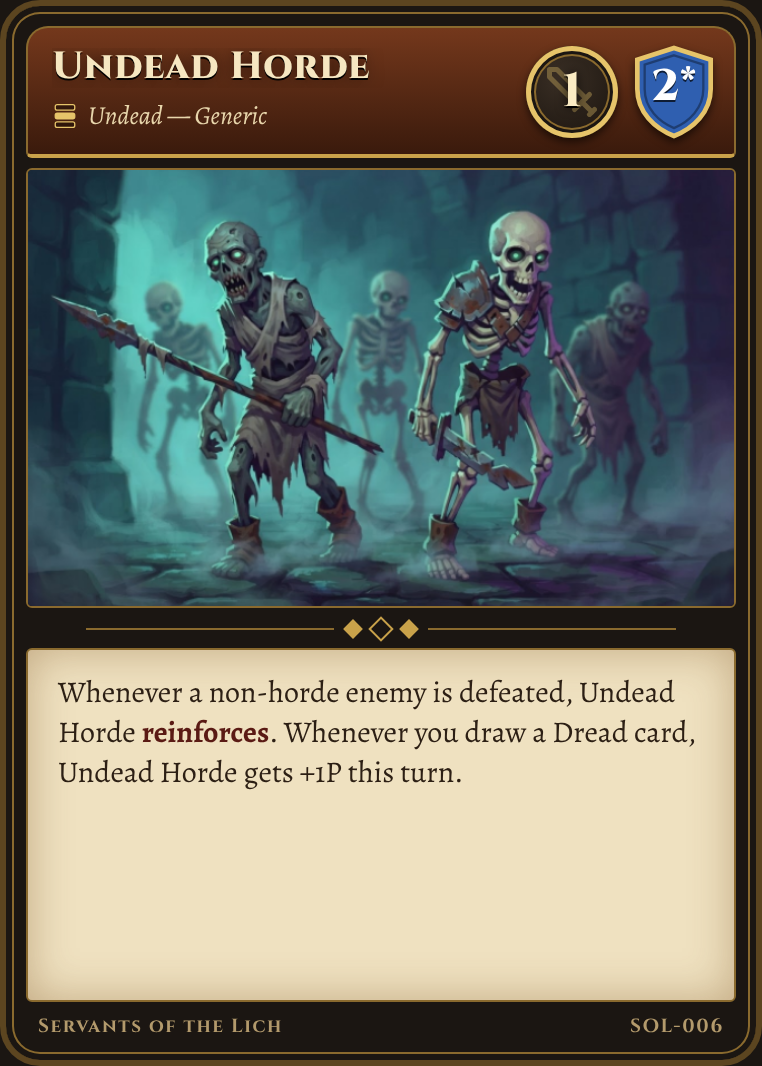 Undead Horde
Undead — Generic
1
2*
Whenever a non-horde enemy is defeated, Undead
Horde reinforces. Whenever you draw a Dread card,
Undead Horde gets +1P this turn.
Servants of the Lich
SOL-006